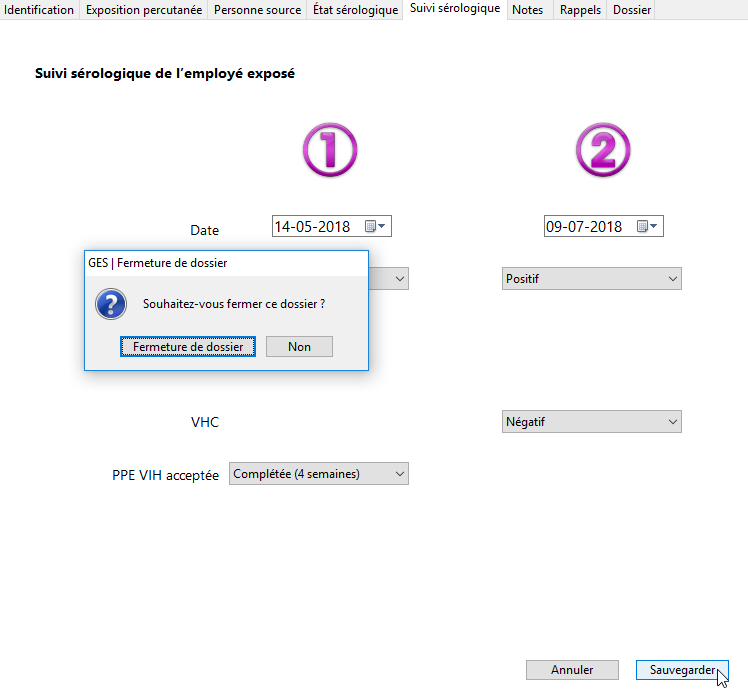 Identification Exposition percutanée Personne source État sérologique Suivi sérologique Notes Rappels Dossier
Suivi sérologique de l'employé exposé
1 2
Date 14-05-2018 09-07-2018
GES | Fermeture de dossier
Positif
Souhaitez-vous fermer ce dossier ?
Fermeture de dossier Non
VHC Négatif
PPE VIH acceptée Complétée (4 semaines)
Annuler Sauvegarder